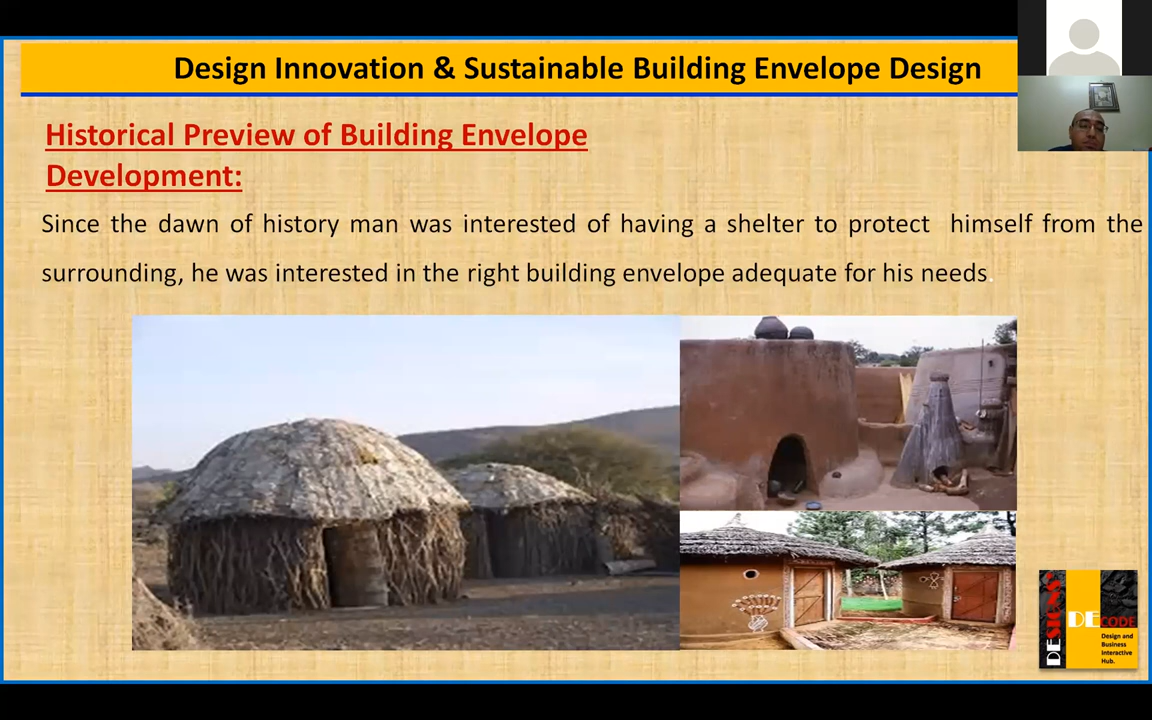 Design Innovation & Sustainable Building Envelope Design
Historical Preview of Building Envelope
Development:
Since the dawn of history man was interested of having a shelter to protect himself from the
surrounding, he was interested in the right building envelope adequate for his needs.
DESIGNS
DECODE
Design and
Business
Interactive
Hub.